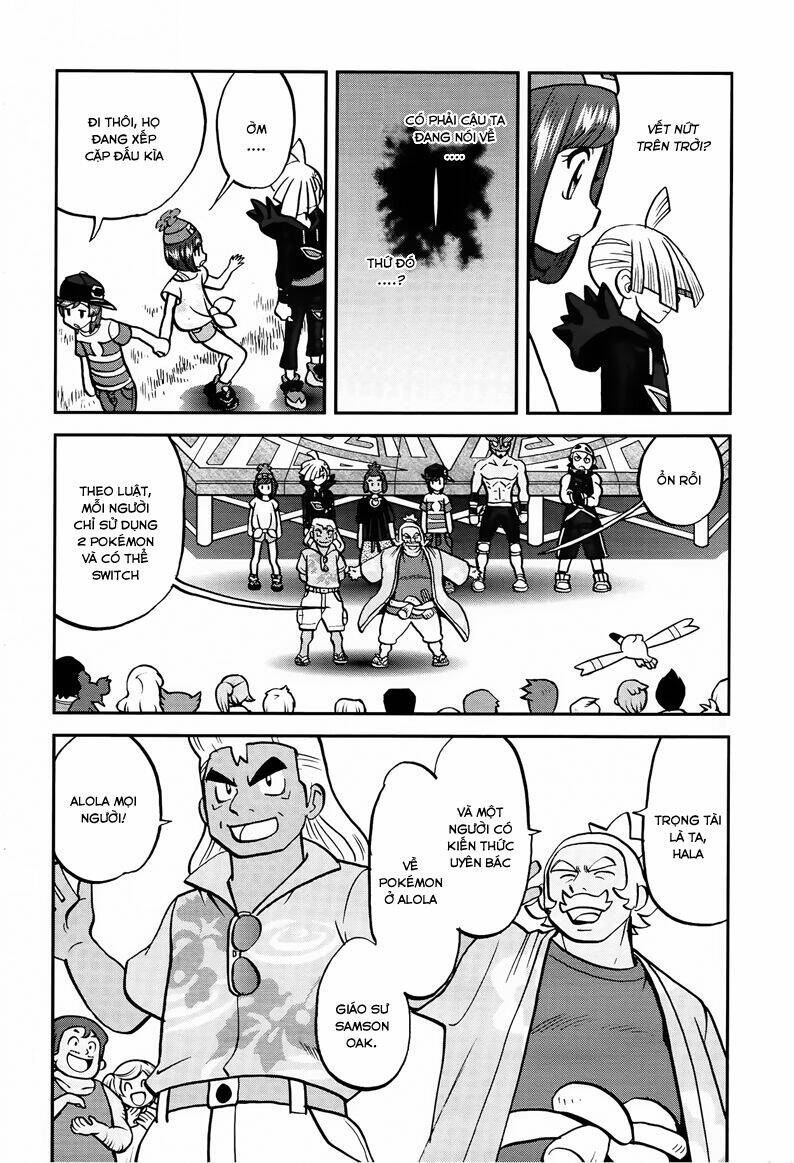 VẾT NỨT
TRÊN TRỜI?
CÓ PHẢI CẬU TA
ĐANG NÓI VỀ
....
THỨ ĐÓ
....?
ỜM
....
ĐI THÔI, HỌ
ĐANG XẾP
CẶP ĐẤU KÌA
ỔN RỒI
THEO LUẬT,
MỖI NGƯỜI
CHỈ SỬ DỤNG
2 POKÉMON
VÀ CÓ THỂ
SWITCH
TRỌNG TÀI
LÀ TA,
HALA
VÀ MỘT
NGƯỜI CÓ
KIẾN THỨC
UYÊN BÁC
VỀ
POKÉMON
Ở ALOLA
GIÁO SƯ
SAMSON
OAK.
ALOLA MỌI
NGƯỜI!